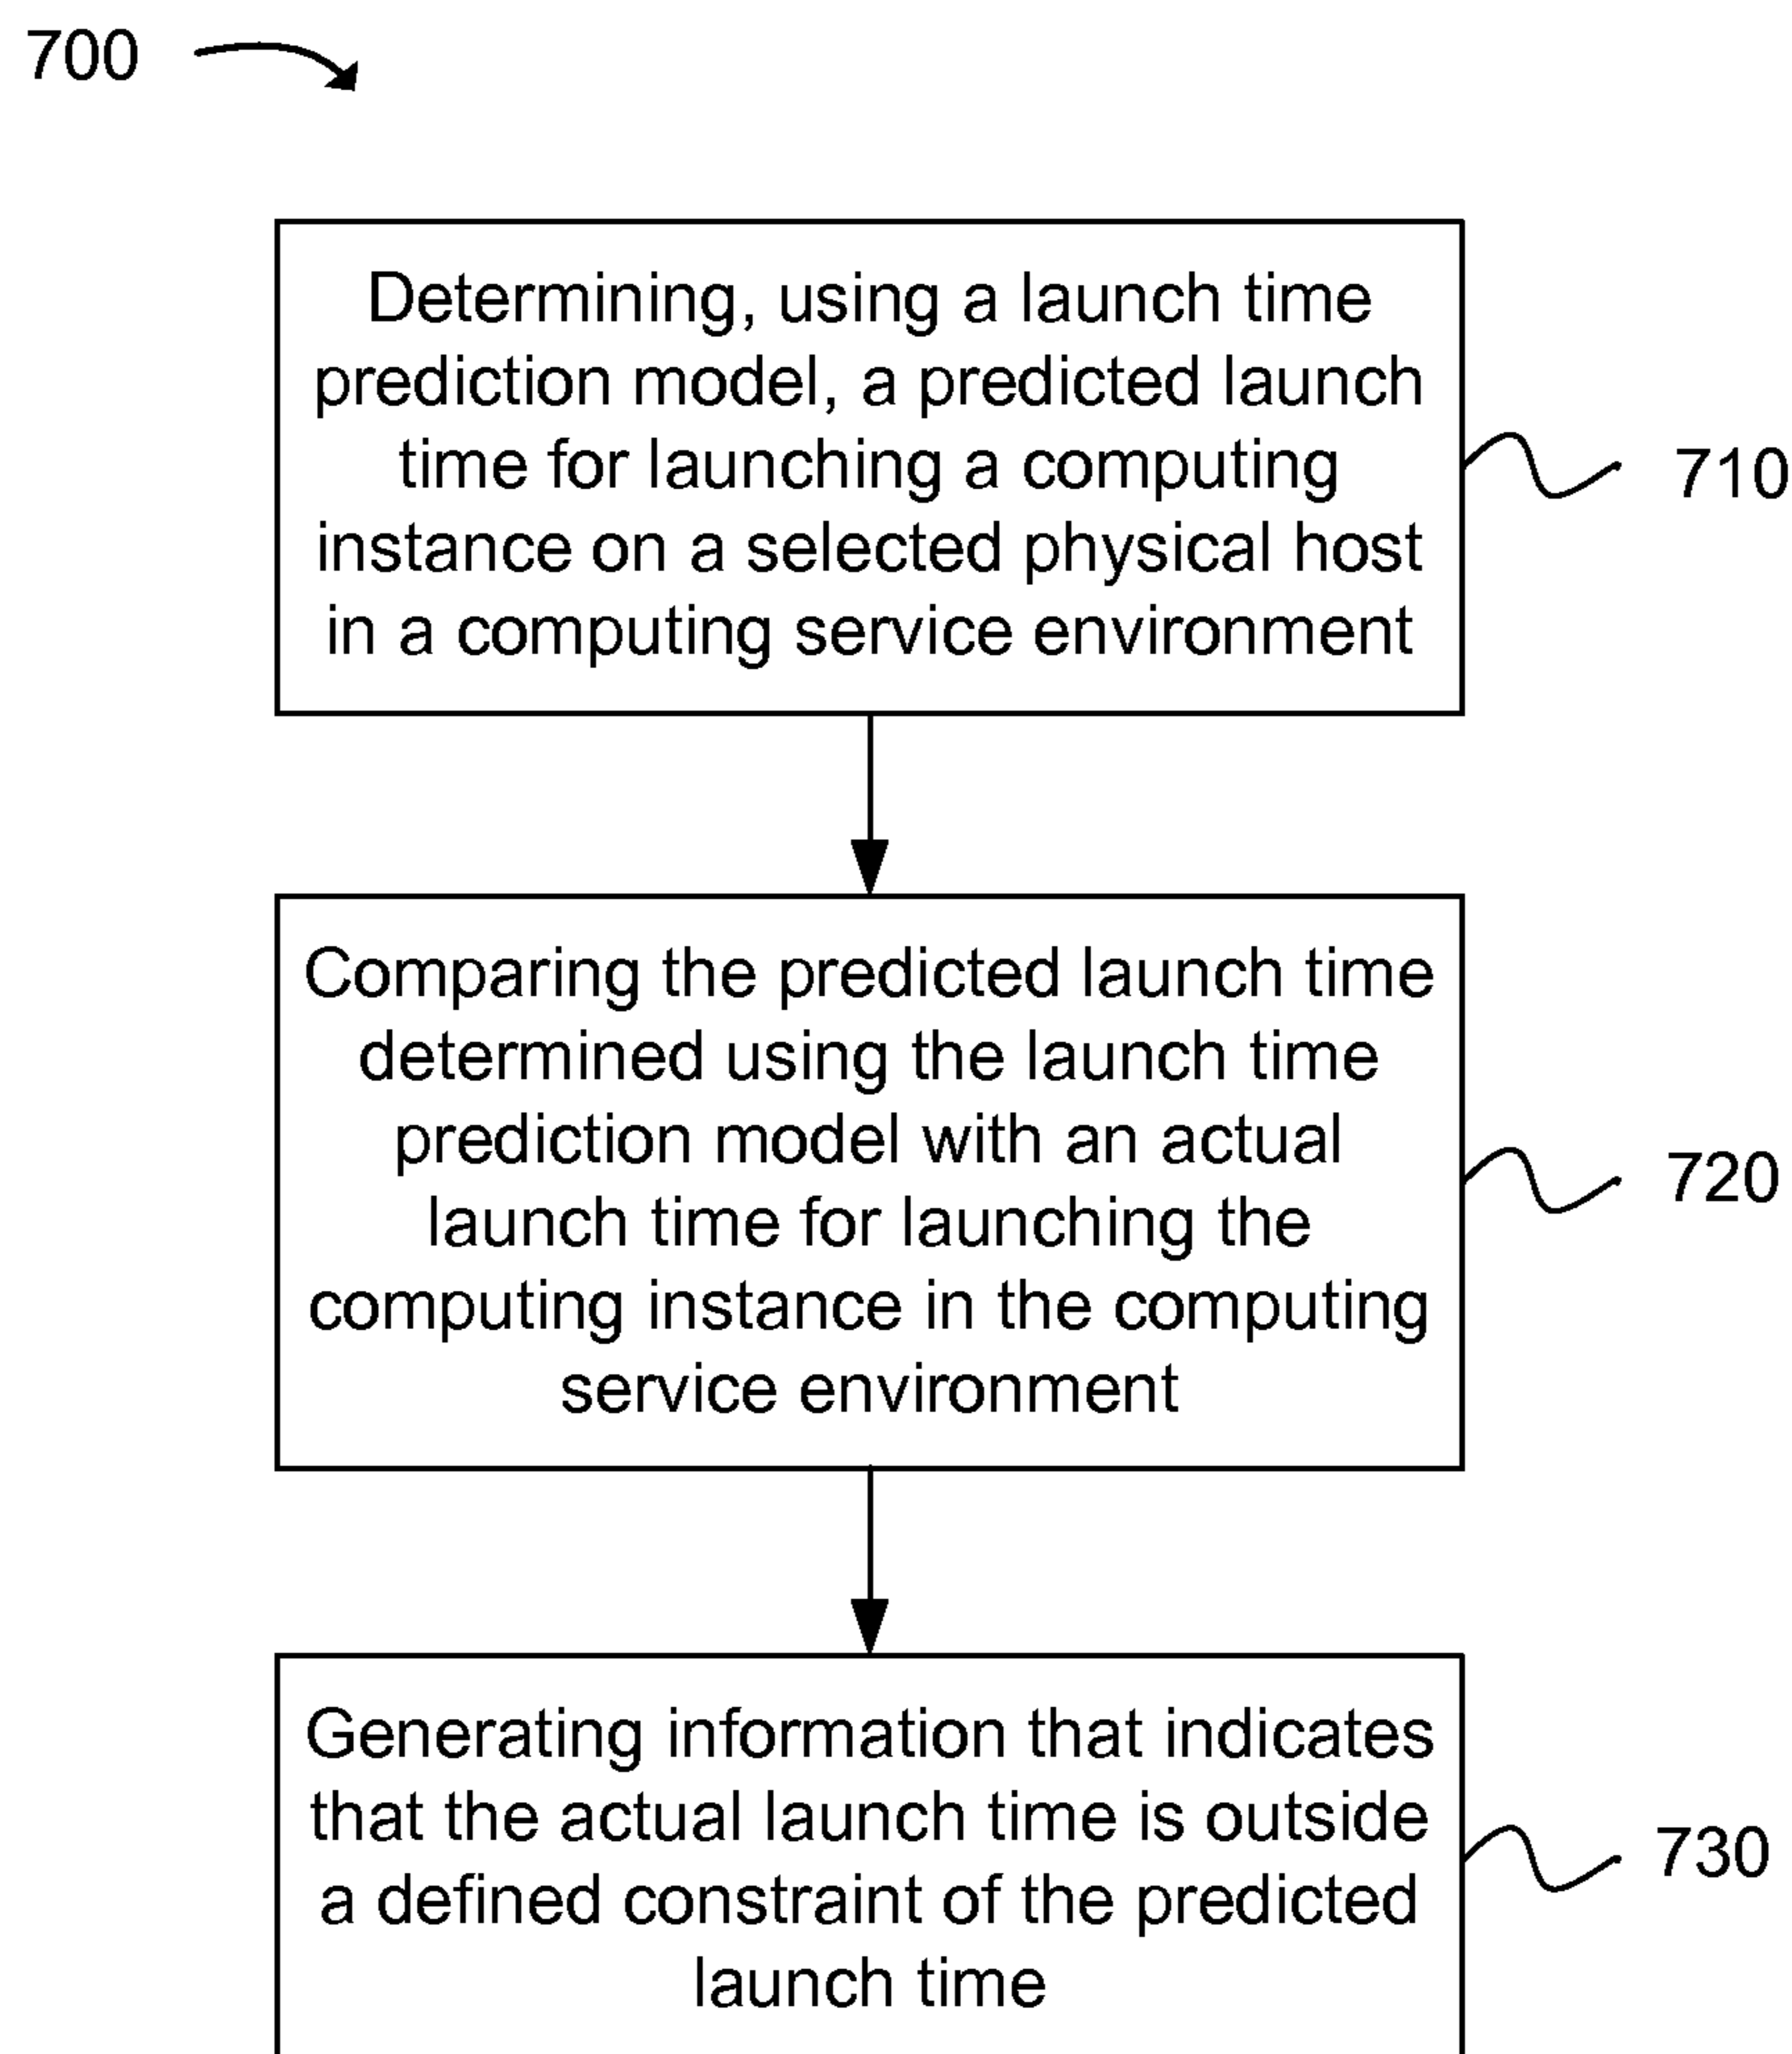 700
Determining, using a launch time
prediction model, a predicted launch
time for launching a computing
instance on a selected physical host
in a computing service environment
710
Comparing the predicted launch time
determined using the launch time
prediction model with an actual
launch time for launching the
computing instance in the computing
service environment
720
Generating information that indicates
that the actual launch time is outside
a defined constraint of the predicted
launch time
730